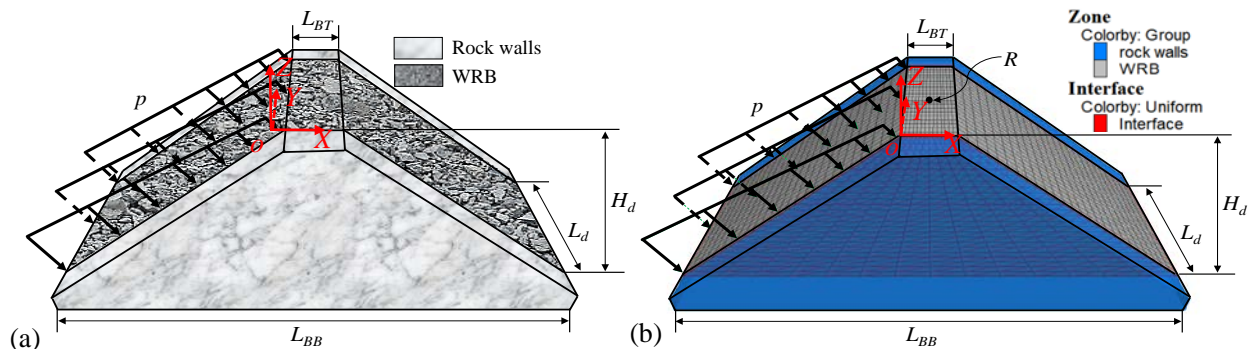 L_BT
Rock walls
WRB
p
Z
Y
o
X
H_d
L_d
L_BB
(a)
L_BT
R
p
Z
Y
o
X
H_d
L_d
L_BB
(b)
Zone
Colorby: Group
rock walls
WRB
Interface
Colorby: Uniform
Interface